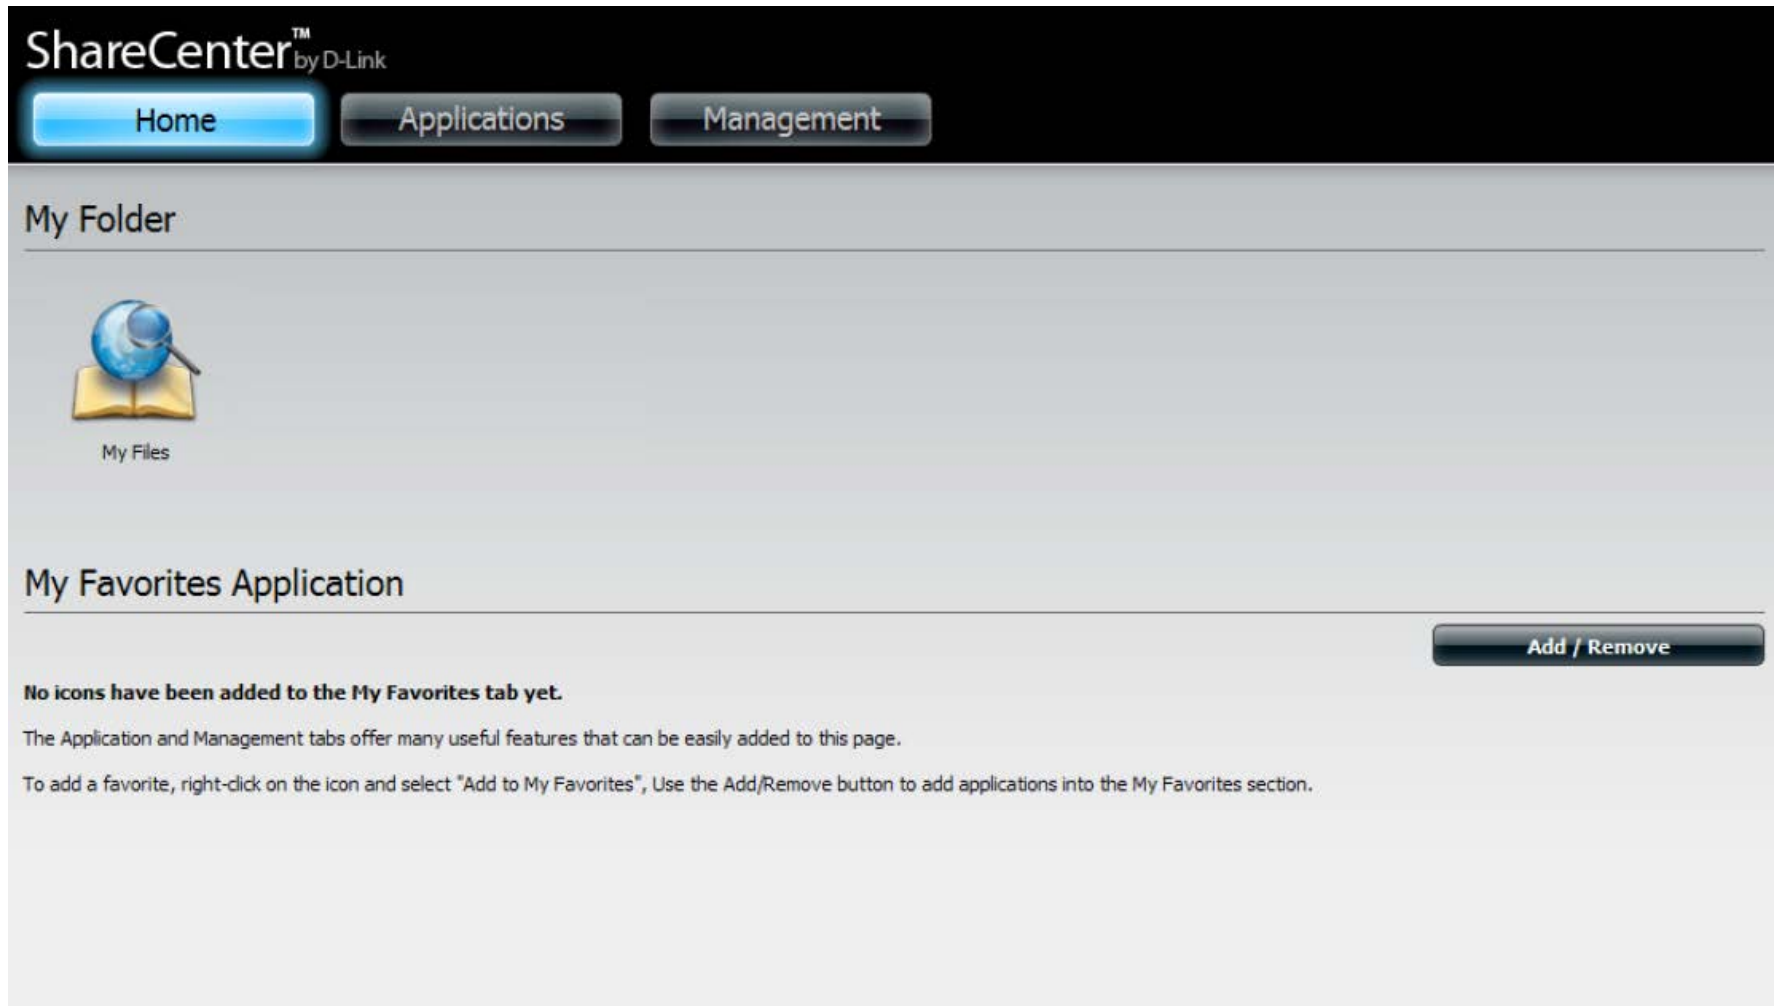 ShareCenter™ by D-Link
Home Applications Management
My Folder
My Files
My Favorites Application
Add / Remove
No icons have been added to the My Favorites tab yet.
The Application and Management tabs offer many useful features that can be easily added to this page.
To add a favorite, right-click on the icon and select "Add to My Favorites", Use the Add/Remove button to add applications into the My Favorites section.